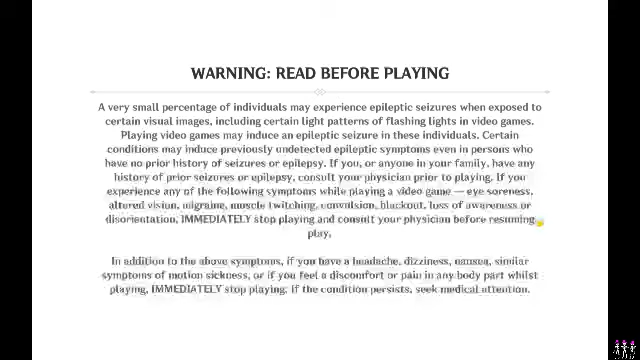 WARNING: READ BEFORE PLAYING
A very small percentage of individuals may experience epileptic seizures when exposed to
certain visual images, including certain light patterns of flashing lights in video games.
Playing video games may induce an epileptic seizure in these individuals. Certain
conditions may induce previously undetected epileptic symptoms even in persons who
have no prior history of seizures or epilepsy. If you, or anyone in your family, have any
history of prior seizures or epilepsy, consult your physician prior to playing. If you
experience any of the following symptoms while playing a video game — eye soreness,
altered vision, migraine, muscle twitching, convulsion, blackout, loss of awareness or
disorientation, IMMEDIATELY stop playing and consult your physician before resuming
play.
In addition to the above symptoms, if you have a headache, dizziness, nausea, similar
symptoms of motion sickness, or if you feel a discomfort or pain in any body part whilst
playing, IMMEDIATELY stop playing; if the condition persists, seek medical attention.